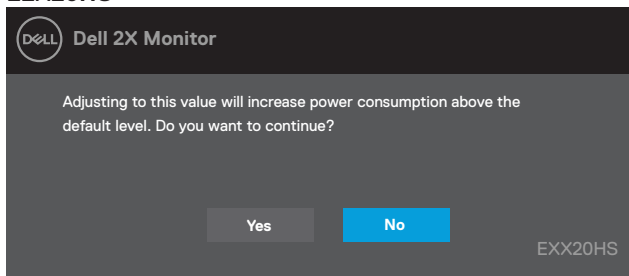 DELL Dell 2X Monitor
Adjusting to this value will increase power consumption above the
default level. Do you want to continue?
Yes No
EXX20HS